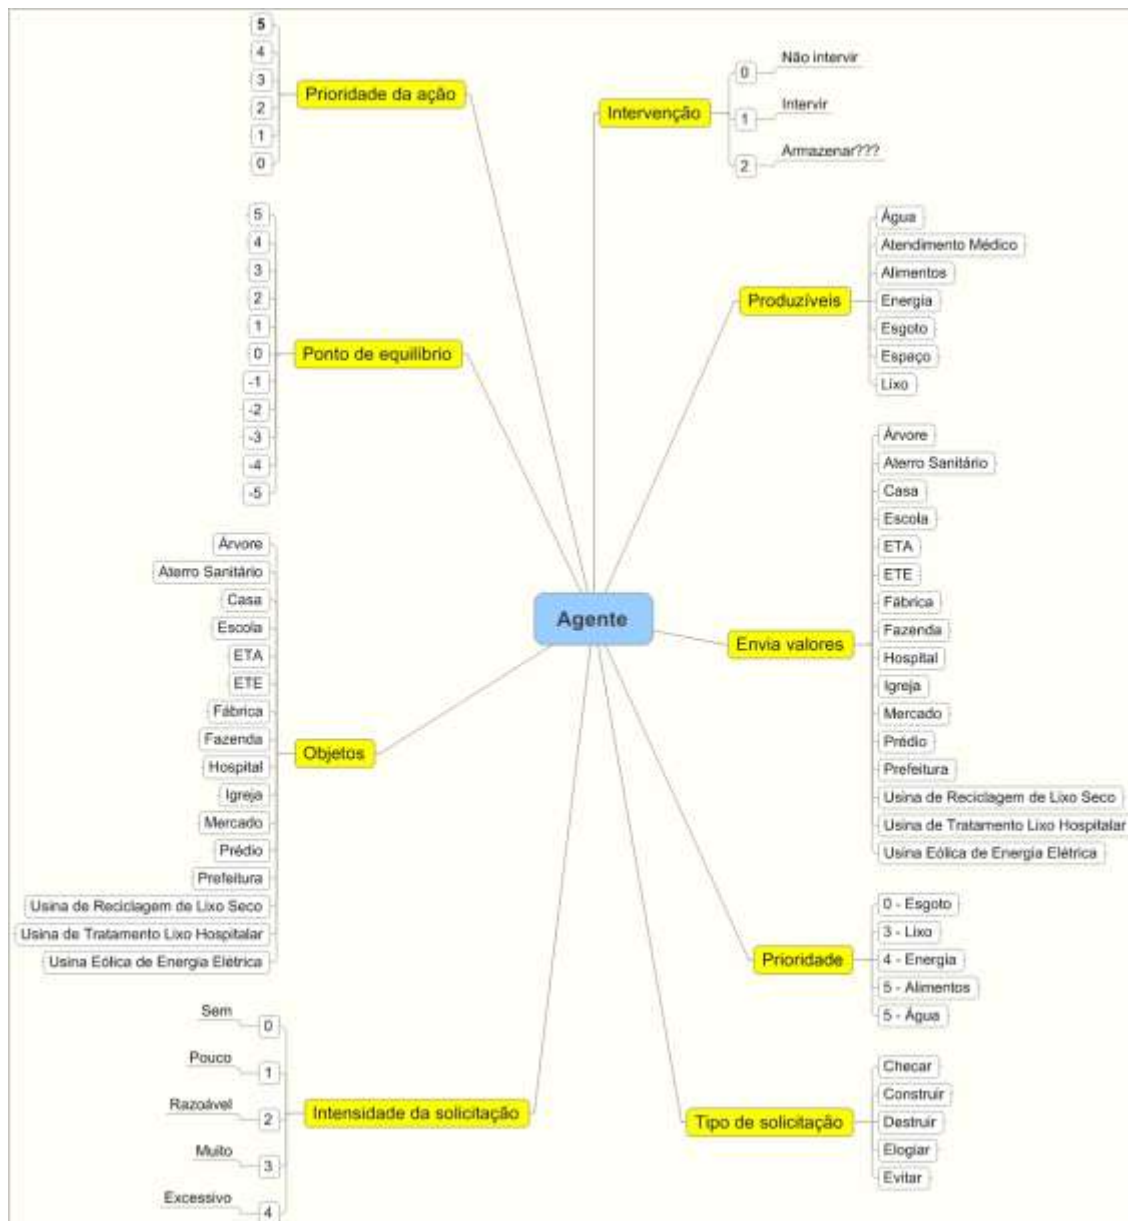 5
4
3
2
1
0
Prioridade da ação
5
4
3
2
1
0
-1
-2
-3
-4
-5
Ponto de equilíbrio
Árvore
Aterro Sanitário
Casa
Escola
ETA
ETE
Fábrica
Fazenda
Hospital
Igreja
Mercado
Prédio
Prefeitura
Usina de Reciclagem de Lixo Seco
Usina de Tratamento Lixo Hospitalar
Usina Eólica de Energia Elétrica
Objetos
Sem 0
Pouco 1
Razoável 2
Muito 3
Excessivo 4
Intensidade da solicitação
Agente
Intervenção
0 Não intervir
1 Intervir
2 Armazenar???
Produzíveis
Água
Atendimento Médico
Alimentos
Energia
Esgoto
Espaço
Lixo
Envia valores
Árvore
Aterro Sanitário
Casa
Escola
ETA
ETE
Fábrica
Fazenda
Hospital
Igreja
Mercado
Prédio
Prefeitura
Usina de Reciclagem de Lixo Seco
Usina de Tratamento Lixo Hospitalar
Usina Eólica de Energia Elétrica
Prioridade
0 - Esgoto
3 - Lixo
4 - Energia
5 - Alimentos
5 - Água
Tipo de solicitação
Checar
Construir
Destruir
Elogiar
Evitar